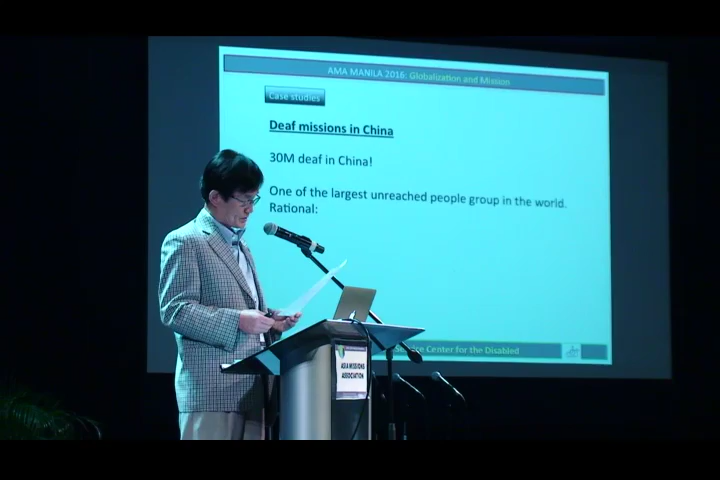 AMA MANILA 2016: Globalization and Mission
Case studies
Deaf missions in China
30M deaf in China!
One of the largest unreached people group in the world.
Rational:
Service Center for the Disabled
ASIA MISSIONS
ASSOCIATION